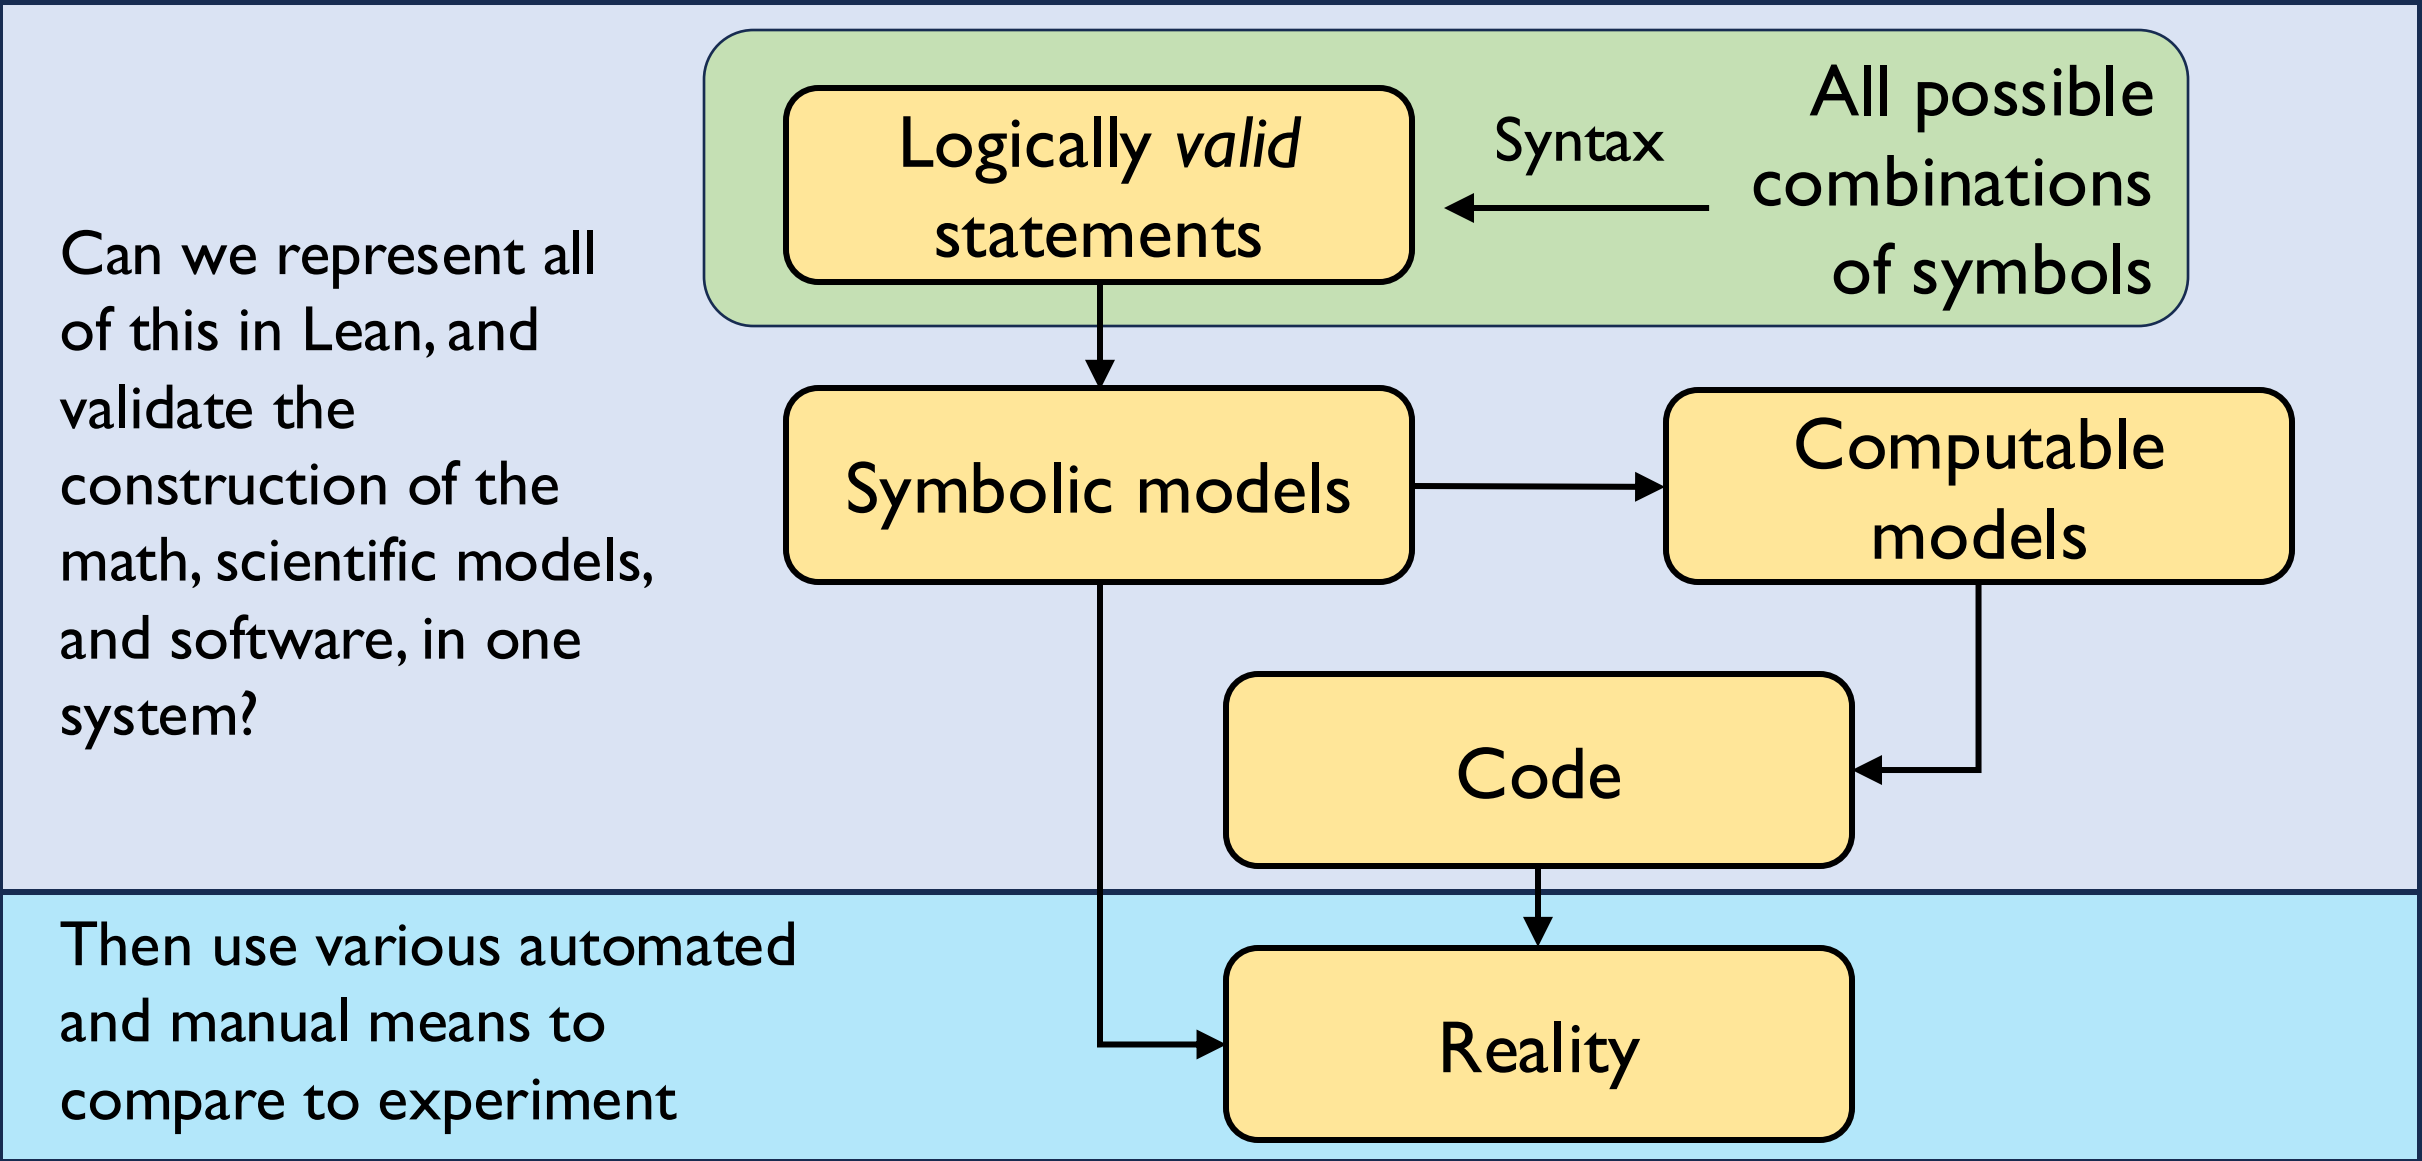 Can we represent all
of this in Lean, and
validate the
construction of the
math, scientific models,
and software, in one
system?
Logically valid
statements
Syntax
All possible
combinations
of symbols
Symbolic models
Computable
models
Code
Then use various automated
and manual means to
compare to experiment
Reality